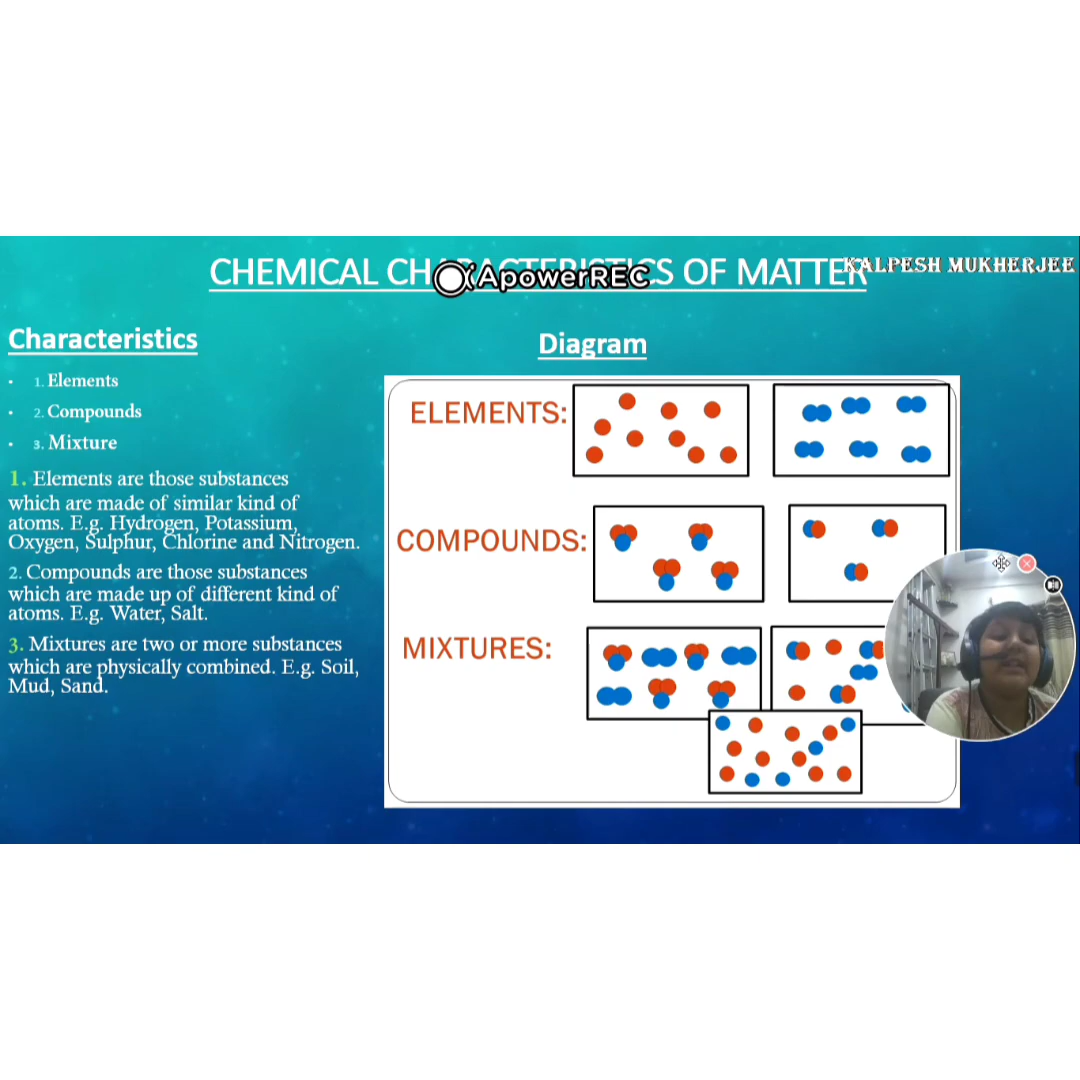 CHEMICAL CH CS OF MATTER
ApowerREC
KALPESH MUKHERJEE
Characteristics
• 1. Elements
• 2. Compounds
• 3. Mixture
1. Elements are those substances
which are made of similar kind of
atoms. E.g. Hydrogen, Potassium,
Oxygen, Sulphur, Chlorine and Nitrogen.
2. Compounds are those substances
which are made up of different kind of
atoms. E.g. Water, Salt.
3. Mixtures are two or more substances
which are physically combined. E.g. Soil,
Mud, Sand.
Diagram
ELEMENTS:
COMPOUNDS:
MIXTURES: